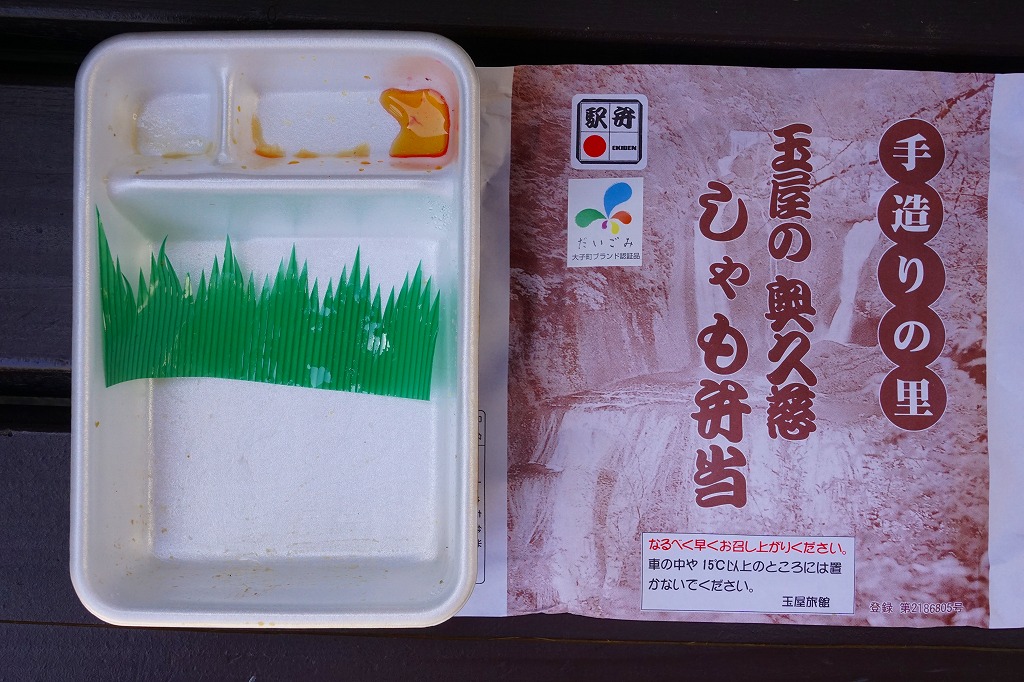 手造りの里
玉屋の奥久慈
しゃも弁当
駅弁
EKIBEN
だいごみ
大子町ブランド認証品
なるべく早くお召し上がりください。
車の中や15℃以上のところには置
かないでください。
玉屋旅館
登録 第2186805号